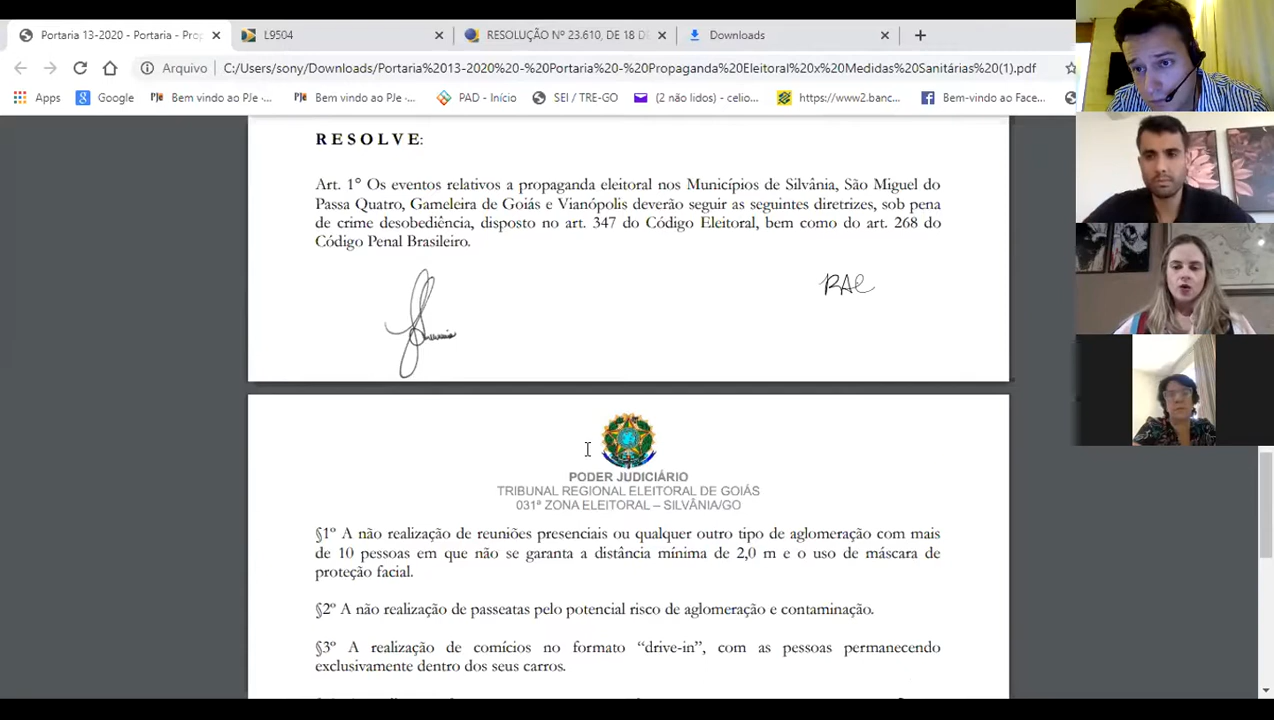 Portaria 13-2020 - Portaria - Pro
L9504
RESOLUÇÃO Nº 23.610, DE 18 DE
Downloads
Arquivo C:/Users/sony/Downloads/Portaria%2013-2020%20-%20Portaria%20-%20Propaganda%20Eleitoral%20x%20Medidas%20Sanitárias%20(1).pdf
Apps Google Bem vindo ao PJe -... Bem vindo ao PJe -... PAD - Início SEI / TRE-GO (2 não lidos) - celio... https://www2.banc... Bem-vindo ao Face...
RESOLVE:
Art. 1° Os eventos relativos a propaganda eleitoral nos Municípios de Silvânia, São Miguel do
Passa Quatro, Gameleira de Goiás e Vianópolis deverão seguir as seguintes diretrizes, sob pena
de crime desobediência, disposto no art. 347 do Código Eleitoral, bem como do art. 268 do
Código Penal Brasileiro.
PODER JUDICIÁRIO
TRIBUNAL REGIONAL ELEITORAL DE GOIÁS
031ª ZONA ELEITORAL – SILVÂNIA/GO
§1º A não realização de reuniões presenciais ou qualquer outro tipo de aglomeração com mais
de 10 pessoas em que não se garanta a distância mínima de 2,0 m e o uso de máscara de
proteção facial.
§2º A não realização de passeatas pelo potencial risco de aglomeração e contaminação.
§3º A realização de comícios no formato “drive-in”, com as pessoas permanecendo
exclusivamente dentro dos seus carros.